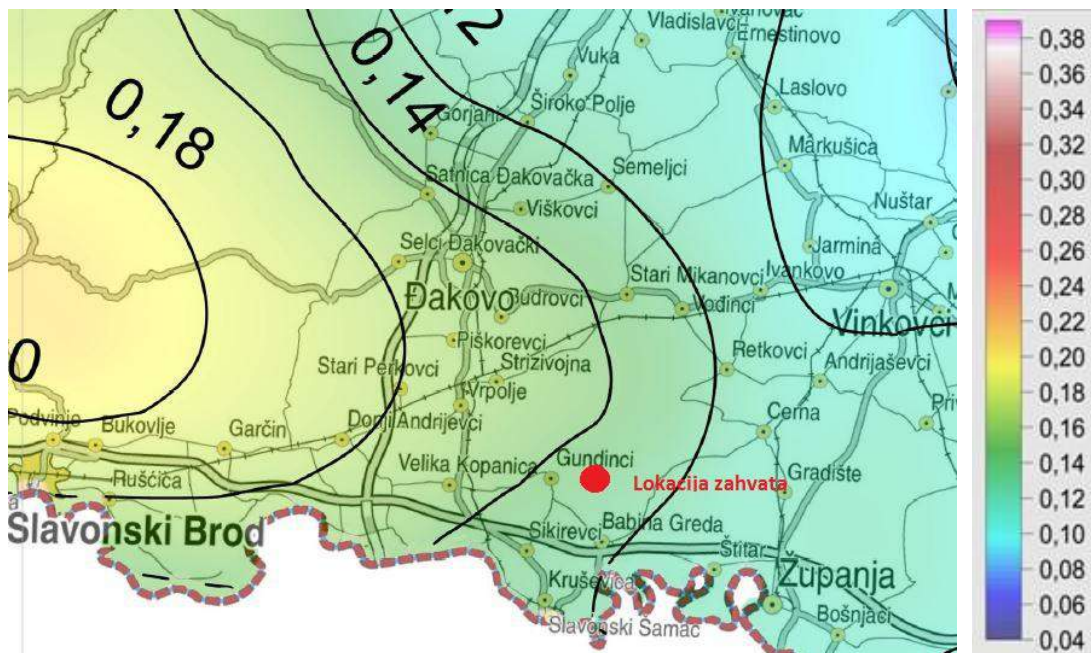 Ivanovac
Vladislavci
Ernestinovo
Vuka
0,18
0,14
Laslovo
Široko Polje
Gorjani
Markušica
Semeljci
Satnica Đakovačka
Nuštar
Viškovci
Selci Đakovački
Jarmina
Stari Mikanovci
Ivankovo
Đakovo
Budrovci
Vođinci
Vinkovci
Piškorevci
Stari Perkovci
Strizivojna
Retkovci
Andrijaševci
Vrpolje
Podvinje
Bukovlje
Garčin
Donji Andrijevci
Cerna
Velika Kopanica
Gundinci
Gradište
Ruščica
Lokacija zahvata
Slavonski Brod
Sikirevci
Babina Greda
Štitar
Županja
Kruševica
Slavonski Šamac
Bošnjaci
0,38
0,36
0,34
0,32
0,30
0,28
0,26
0,24
0,22
0,20
0,18
0,16
0,14
0,12
0,10
0,08
0,06
0,04